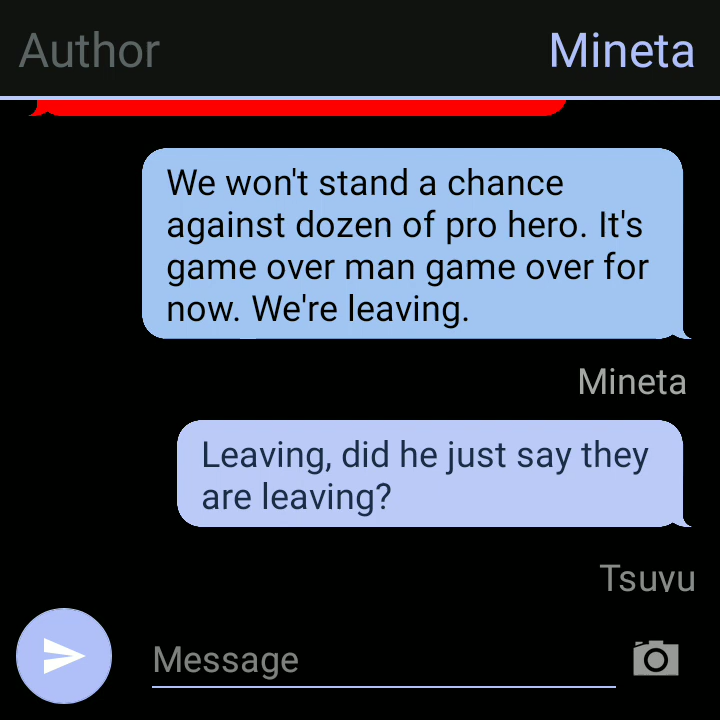 Author Mineta
We won't stand a chance
against dozen of pro hero. It's
game over man game over for
now. We're leaving.
Mineta
Leaving, did he just say they
are leaving?
Tsuvu
Message